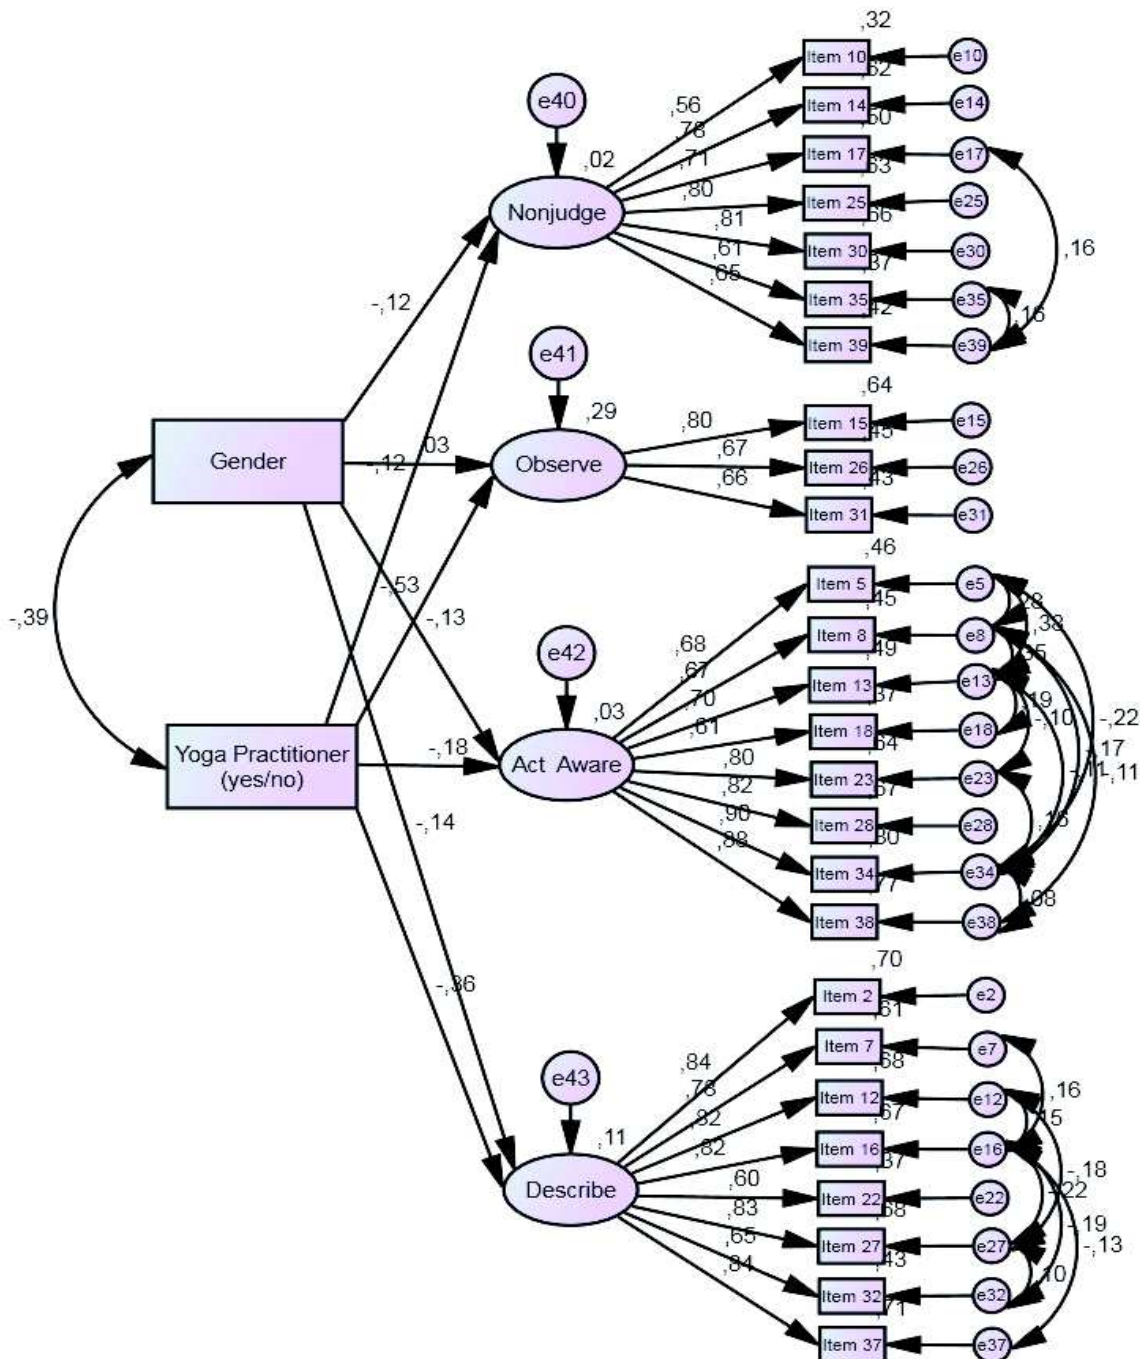 ,32
Item 10
e10
,62
e40
,56
Item 14
e14
,78
,50
,02
,71
Item 17
e17
,63
,80
Nonjudge
Item 25
e25
,66
,81
Item 30
e30
,16
,61
,37
,65
Item 35
e35
-,12
,42
,16
Item 39
e39
e41
,64
,29
,80
Item 15
e15
,45
,03
,67
Gender
-,12
Observe
Item 26
e26
,66
,43
Item 31
e31
,46
Item 5
e5
-,53
,45
,28
-,39
-,13
,38
Item 8
e8
,68
,49
,35
e42
,67
Item 13
e13
,37
,70
,19
,03
,61
Item 18
e18
-,10
-,22
,64
-,18
,80
,17
Yoga Practitioner
(yes/no)
Act Aware
Item 23
e23
-,11
-,11
,82
,67
-,14
,90
Item 28
e28
,15
,80
,88
Item 34
e34
,77
,08
Item 38
e38
,70
-,36
Item 2
e2
,61
,84
Item 7
e7
,68
e43
,78
,16
,82
Item 12
e12
,15
,67
,11
,82
Item 16
e16
,37
-,18
,60
Describe
Item 22
e22
-,22
,83
,68
-,19
,65
Item 27
e27
-,13
,43
,84
,10
Item 32
e32
,71
Item 37
e37